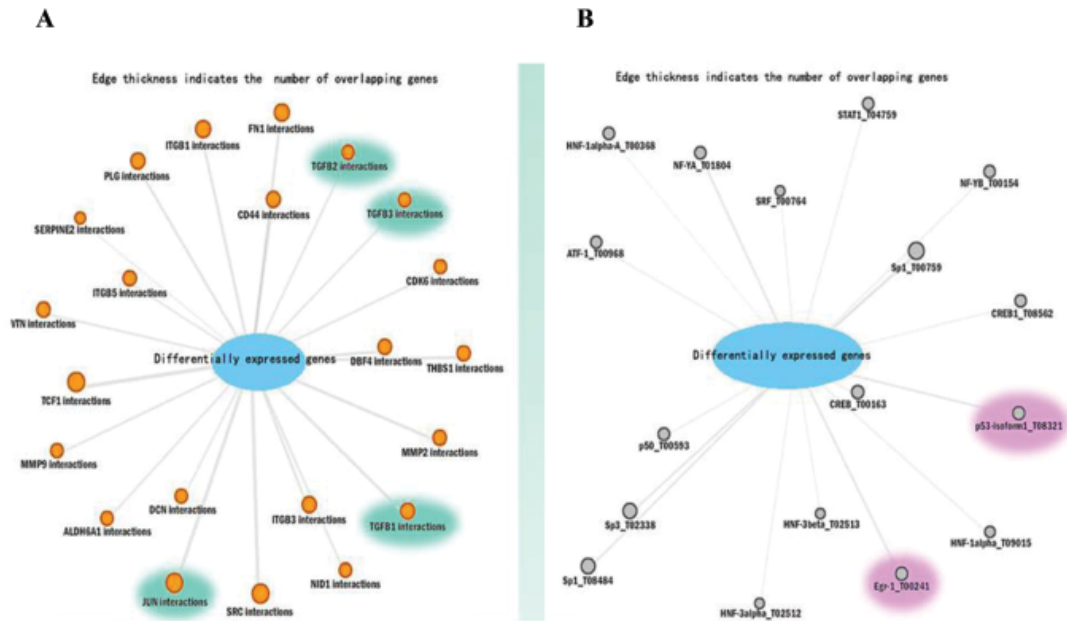 A
B
Edge thickness indicates the number of overlapping genes
FN1 interactions
ITGB1 interactions
TGFB2 interactions
PLG interactions
CD44 interactions
TGFB3 interactions
SERPINE2 interactions
CDK6 interactions
ITGB5 interactions
VTN interactions
Differentially expressed genes
DBF4 interactions
THBS1 interactions
TCF1 interactions
MMP2 interactions
MMP9 interactions
DCN interactions
ITGB3 interactions
TGFB1 interactions
ALDH6A1 interactions
NID1 interactions
JUN interactions
SRC interactions
Edge thickness indicates the number of overlapping genes
STAT1_T04759
HNF-1alpha-A_T00368
NF-YA_T01804
NF-YB_T00154
SRF_T00764
ATF-1_T00968
Sp1_T00759
CREB1_T08562
Differentially expressed genes
CREB_T00163
p53-isoform1_T08321
p50_T00593
Sp3_T02338
HNF-3beta_T02513
HNF-1alpha_T09015
Sp1_T08484
Egr-1_T00241
HNF-3alpha_T02512